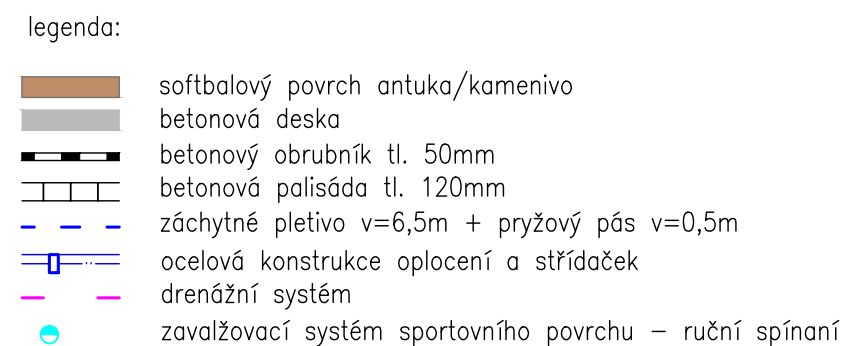 legenda:
softbalový povrch antuka/kamenivo
betonová deska
betonový obrubník tl. 50mm
betonová palisáda tl. 120mm
záchytné pletivo v=6,5m + pryžový pás v=0,5m
ocelová konstrukce oplocení a střídaček
drenážní systém
zavalžovací systém sportovního povrchu – ruční spínaní